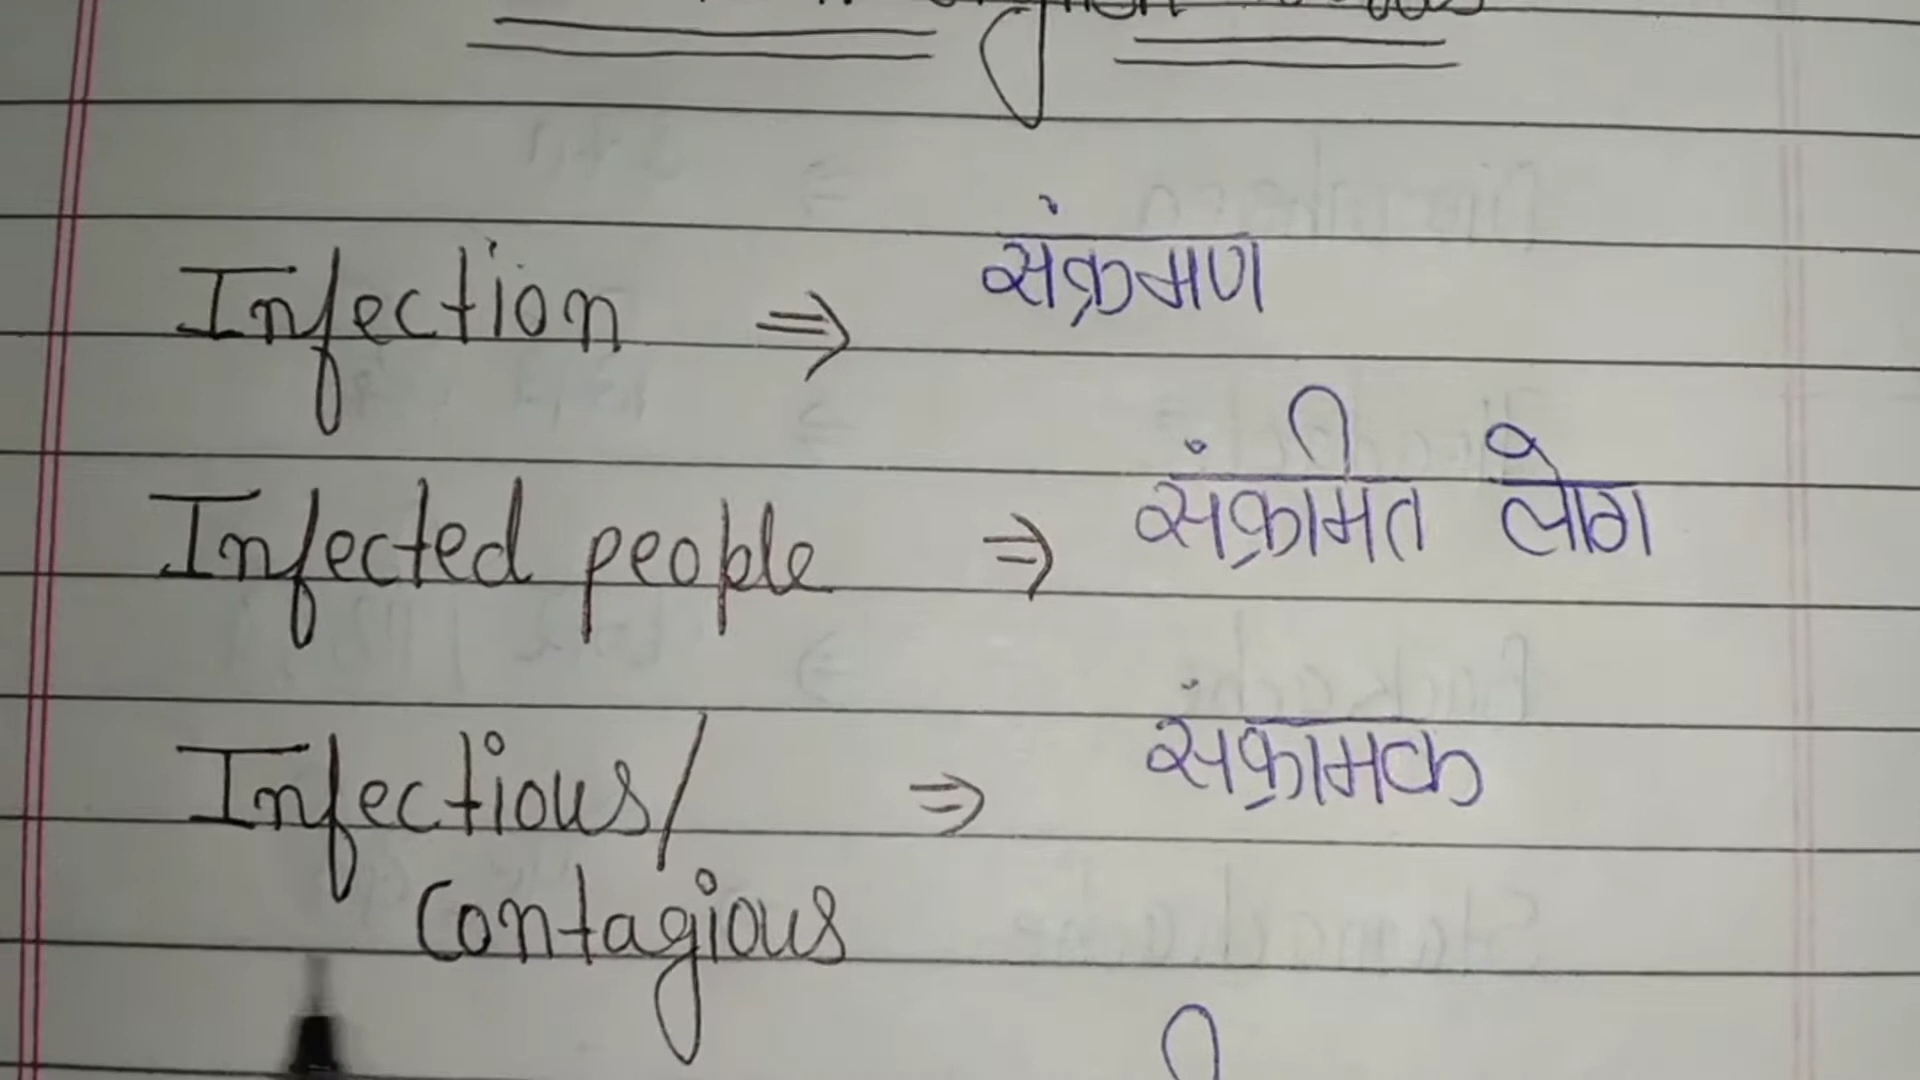 Infection ⇒ संक्रमण
Infected people ⇒ संक्रमित लोग
Infectious/ ⇒ संक्रामक
Contagious